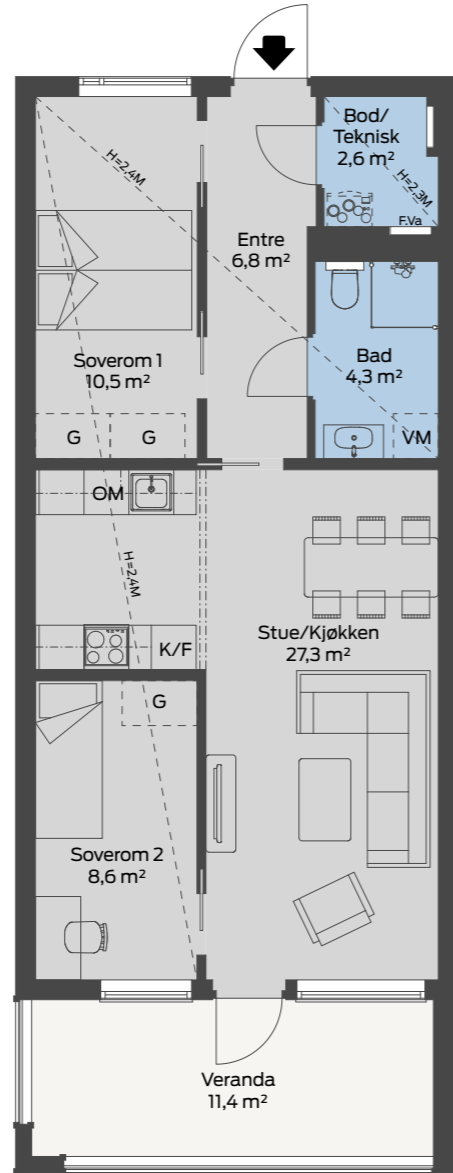 Bod/
Teknisk
2,6 m²
H=2,3M
F.Va
H=2,4M
Entre
6,8 m²
Soverom 1
10,5 m²
Bad
4,3 m²
G
G
VM
OM
H=2,4M
K/F
Stue/Kjøkken
27,3 m²
G
Soverom 2
8,6 m²
Veranda
11,4 m²